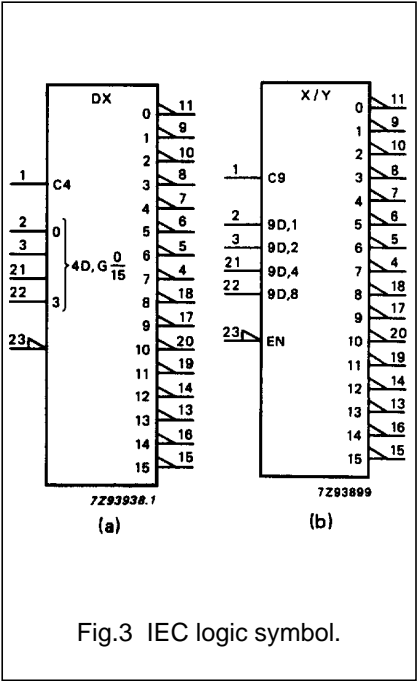 DX
0 11
1 9
2 10
1 C4
3 8
4 7
2 0
5 6
3
6 5
4D, G 0/15
21
7 4
22 3
8 18
9 17
23
10 20
11 19
12 14
13 13
14 16
15 15
7Z93938.1
(a)
X/Y
0 11
1 9
2 10
1 C9
3 8
4 7
2 9D,1
5 6
3 9D,2
6 5
21 9D,4
7 4
22 9D,8
8 18
9 17
23 EN
10 20
11 19
12 14
13 13
14 16
15 15
7Z93899
(b)
Fig.3 IEC logic symbol.